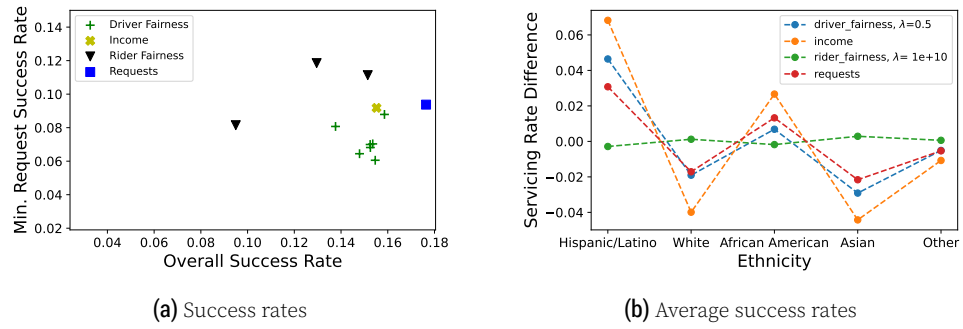 Min. Request Success Rate
0.14
0.12
0.10
0.08
0.06
0.04
0.02
Driver Fairness
Income
Rider Fairness
Requests
0.04 0.06 0.08 0.10 0.12 0.14 0.16 0.18
Overall Success Rate
(a) Success rates
Servicing Rate Difference
0.06
0.04
0.02
0.00
−0.02
−0.04
driver_fairness, λ=0.5
income
rider_fairness, λ= 1e+10
requests
Hispanic/Latino White African American Asian Other
Ethnicity
(b) Average success rates